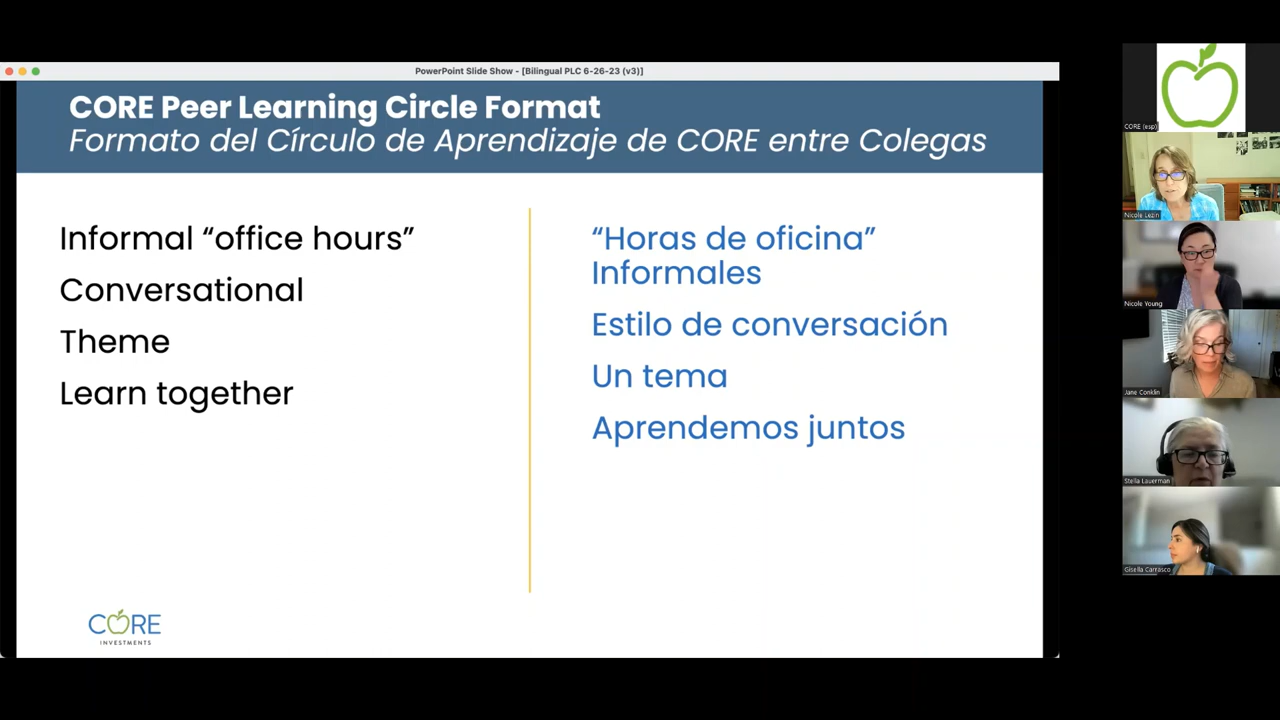 PowerPoint Slide Show - [Bilingual PLC 6-26-23 (v3)]
CORE Peer Learning Circle Format
Formato del Círculo de Aprendizaje de CORE entre Colegas
Informal “office hours”
Conversational
Theme
Learn together
“Horas de oficina”
Informales
Estilo de conversación
Un tema
Aprendemos juntos
CORE
INVESTMENTS
CORE (esp)
Nicole Lezin
Nicole Young
Jane Conklin
Stella Lauerman
Gisella Carrasco